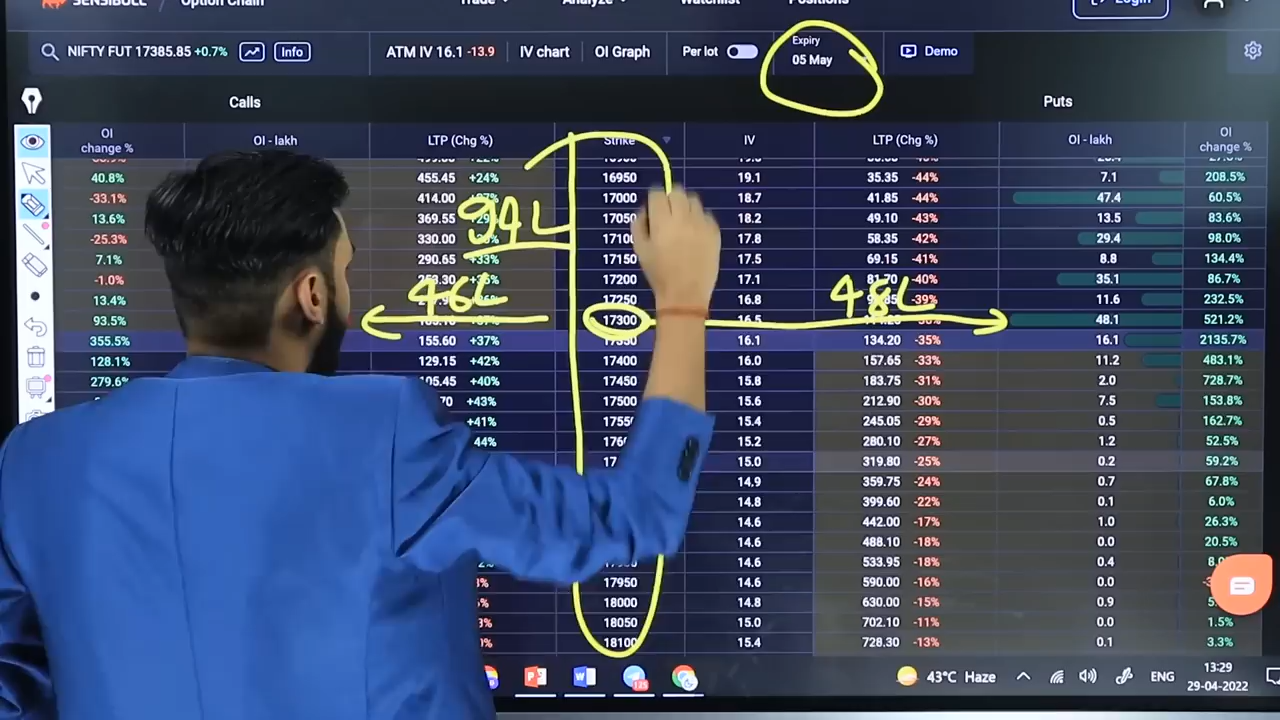 SENSIBULL Option Chain Trade Analyze Watchlist Positions Login
NIFTY FUT 17385.85 +0.7% Info ATM IV 16.1 -13.9 IV chart OI Graph Per lot Expiry 05 May Demo
Calls Puts
OI change % OI - lakh LTP (Chg %) Strike IV LTP (Chg %) OI - lakh OI change %
40.8% 455.45 +24% 16950 19.1 35.35 -44% 7.1 208.5%
-33.1% 414.00 17000 18.7 41.85 -44% 47.4 60.5%
13.6% 369.55 17050 18.2 49.10 -43% 13.5 83.6%
94L
-25.3% 330.00 17100 17.8 58.35 -42% 29.4 98.0%
7.1% 290.65 +33% 17150 17.5 69.15 -41% 8.8 134.4%
-1.0% 253.30 17200 17.1 81.70 -40% 35.1 86.7%
46L 48L
13.4% 17250 16.8 -39% 11.6 232.5%
93.5% 17300 16.5 48.1 521.2%
355.5% 155.60 +37% 17350 16.1 134.20 -35% 16.1 2135.7%
128.1% 129.15 +42% 17400 16.0 157.65 -33% 11.2 483.1%
279.6% 105.45 +40% 17450 15.8 183.75 -31% 2.0 728.7%
70 +43% 17500 15.6 212.90 -30% 7.5 153.8%
+41% 1755 15.4 245.05 -29% 0.5 162.7%
44% 176 15.2 280.10 -27% 1.2 52.5%
17 15.0 319.80 -25% 0.2 59.2%
14.9 359.75 -24% 0.7 67.8%
14.8 399.60 -22% 0.1 6.0%
14.6 442.00 -17% 1.0 26.3%
14.6 488.10 -18% 0.0 20.5%
14.6 533.95 -18% 0.4
17950 14.6 590.00 -16% 0.0
18000 14.8 630.00 -15% 0.9
18050 15.0 702.10 -11% 0.0 1.5%
18100 15.4 728.30 -13% 0.1 3.3%
43°C Haze ENG 13:29
29-04-2022